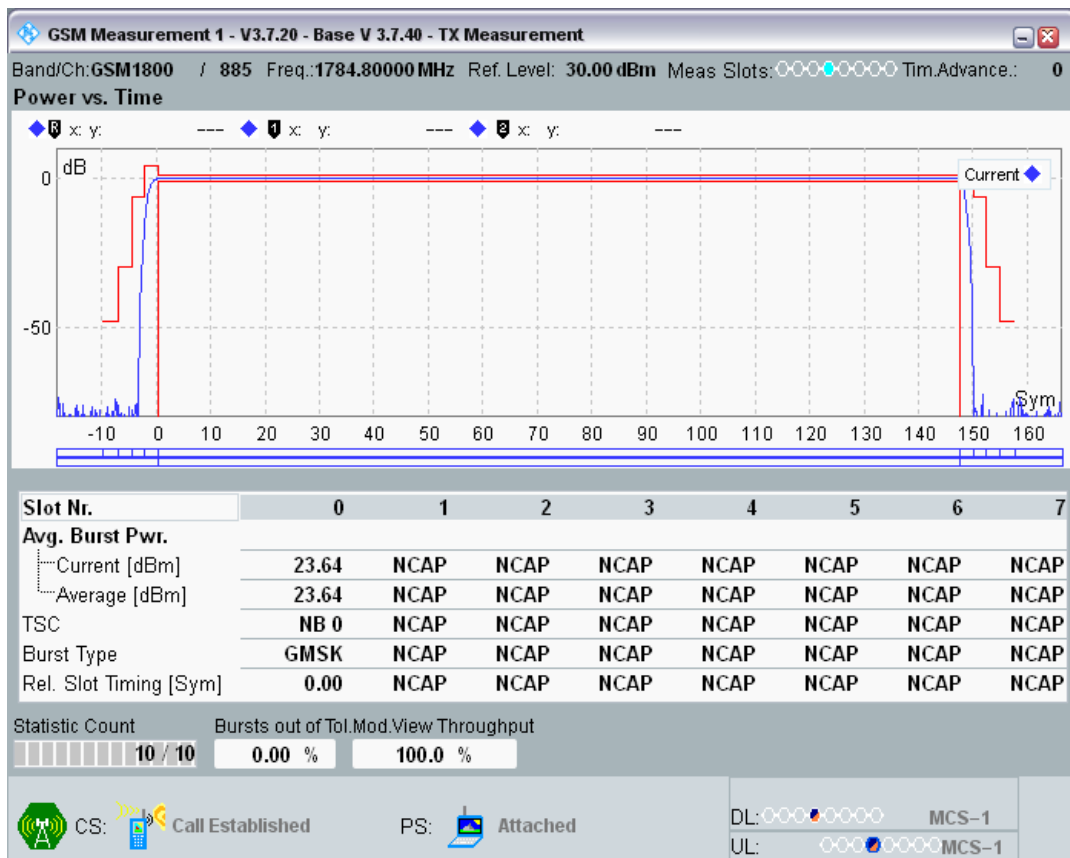 GSM Measurement 1 - V3.7.20 - Base V 3.7.40 - TX Measurement
Band/Ch:GSM1800 / 885 Freq.:1784.80000 MHz Ref. Level: 30.00 dBm Meas Slots: Tim.Advance.: 0
Power vs. Time
R x: y: --- 1 x: y: --- 2 x: y: ---
dB
Current
0
-50
Sym
-10 0 10 20 30 40 50 60 70 80 90 100 110 120 130 140 150 160
Slot Nr. 0 1 2 3 4 5 6 7
Avg. Burst Pwr.
Current [dBm] 23.64 NCAP NCAP NCAP NCAP NCAP NCAP NCAP
Average [dBm] 23.64 NCAP NCAP NCAP NCAP NCAP NCAP NCAP
TSC NB 0 NCAP NCAP NCAP NCAP NCAP NCAP NCAP
Burst Type GMSK NCAP NCAP NCAP NCAP NCAP NCAP NCAP
Rel. Slot Timing [Sym] 0.00 NCAP NCAP NCAP NCAP NCAP NCAP NCAP
Statistic Count Bursts out of Tol.Mod.View Throughput
10 / 10 0.00 % 100.0 %
CS: Call Established PS: Attached
DL: MCS-1
UL: MCS-1